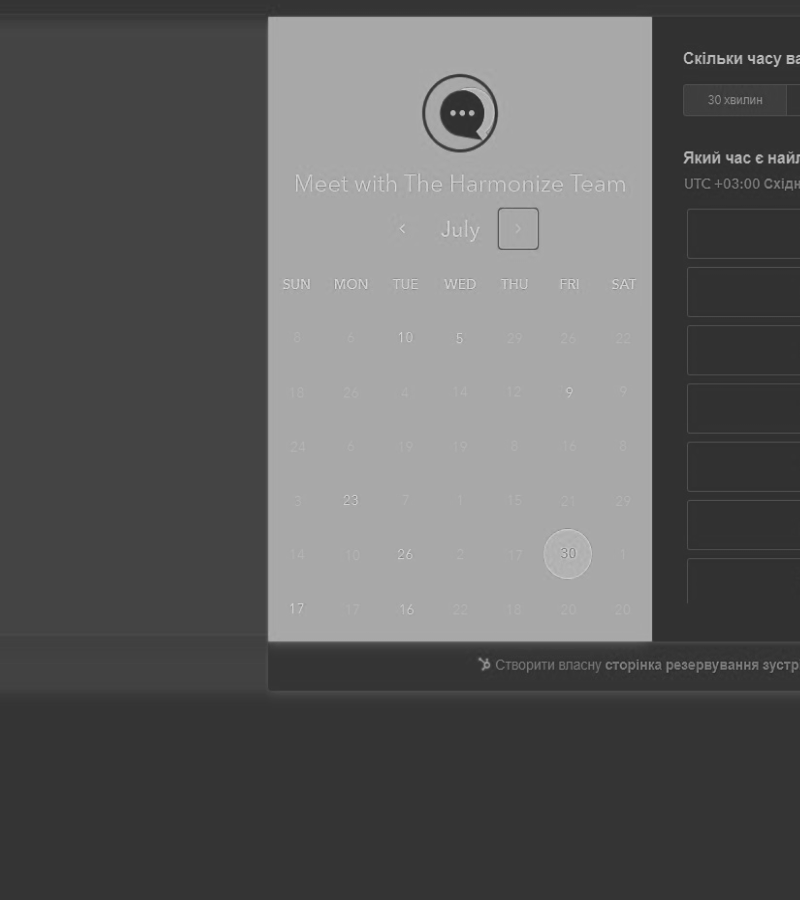 Meet with The Harmonize Team
July
SUN MON TUE WED THU FRI SAT
8 6 10 5 29 26 22
18 26 4 14 12 9 9
24 6 19 19 8 16 8
3 23 7 1 15 21 29
14 10 26 2 17 30 1
17 17 16 22 18 20 20
Скільки часу ва
30 хвилин
Який час є найл
UTC +03:00 Східн
Створити власну сторінка резервування зустр